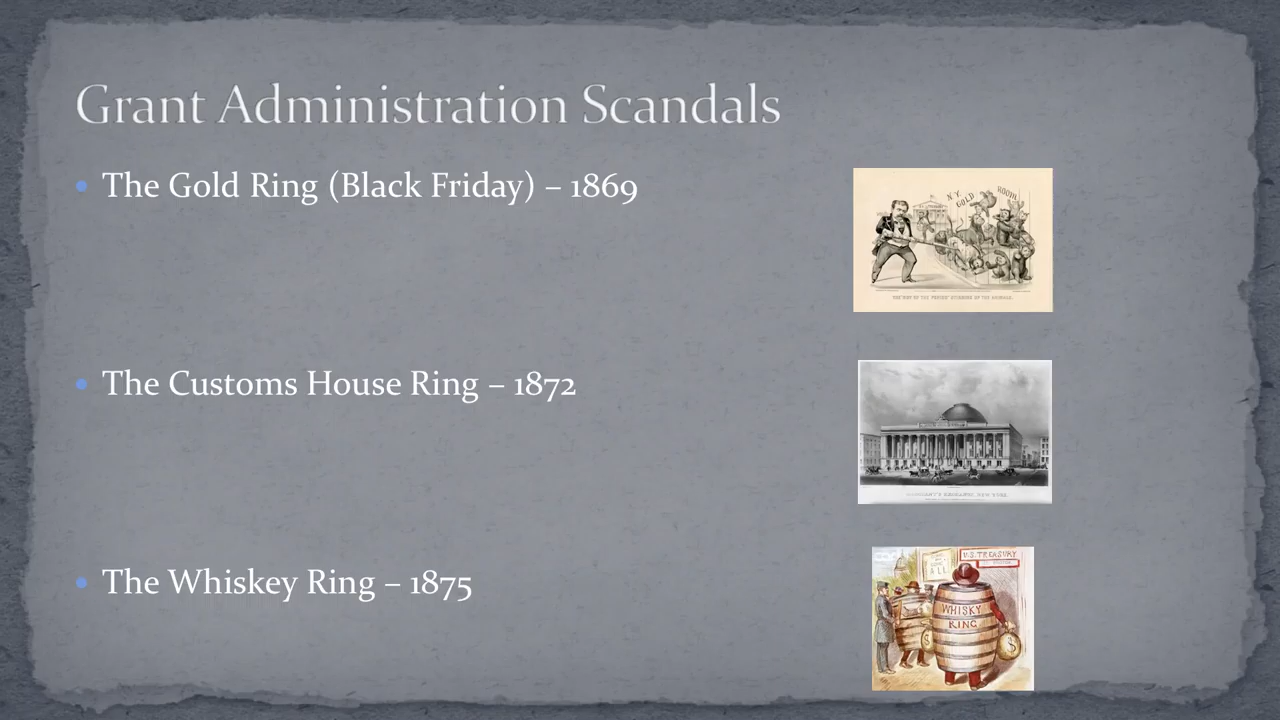 Grant Administration Scandals
• The Gold Ring (Black Friday) – 1869
N.Y. GOLD ROOM
• The Customs House Ring – 1872
• The Whiskey Ring – 1875
U.S. TREASURY
ALL
WHISKY
RING
$
$